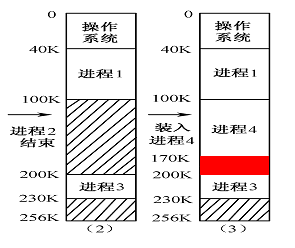 0
操作
系统
40K
进程1
100K
进程2
结束
200K
进程3
230K
256K
(2)
0
操作
系统
40K
进程1
100K
装入
进程4
进程4
170K
200K
进程3
230K
256K
(3)